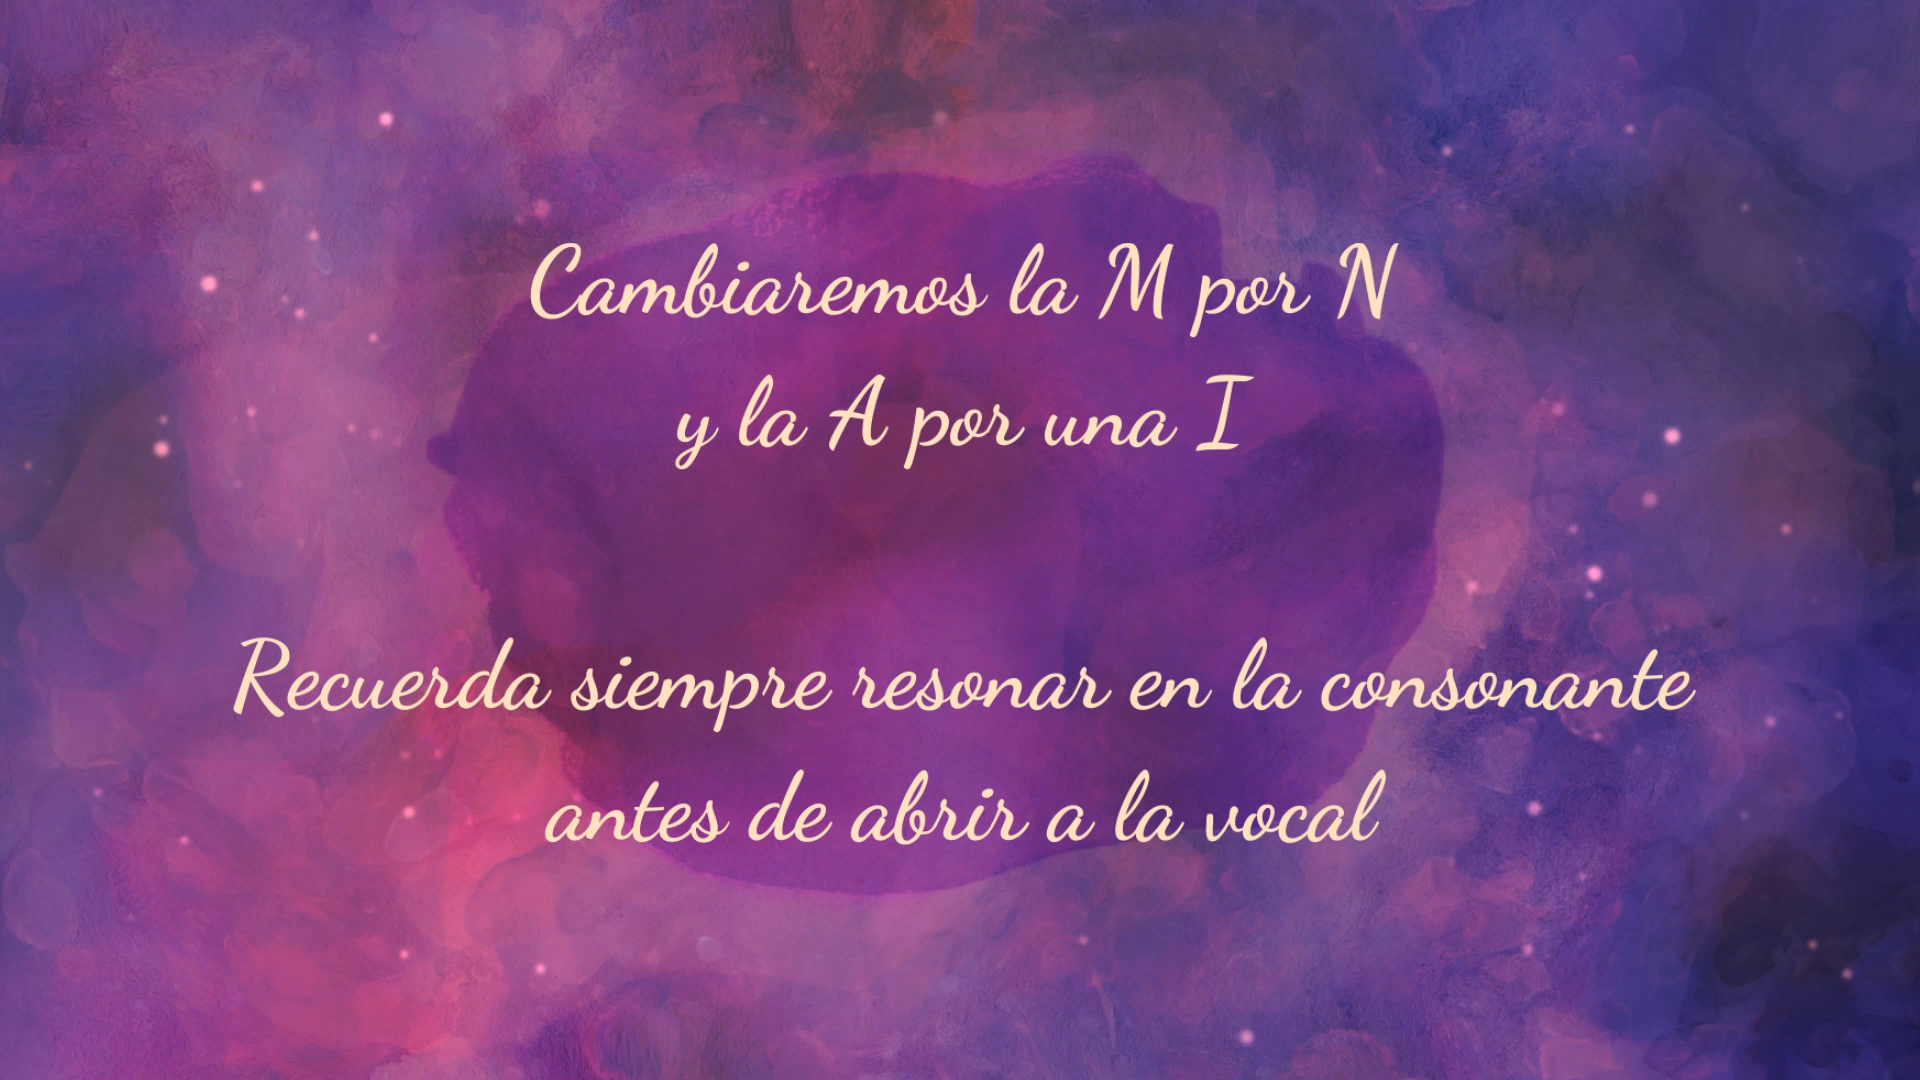 Cambiaremos la M por N
y la A por una I
Recuerda siempre resonar en la consonante
antes de abrir a la vocal